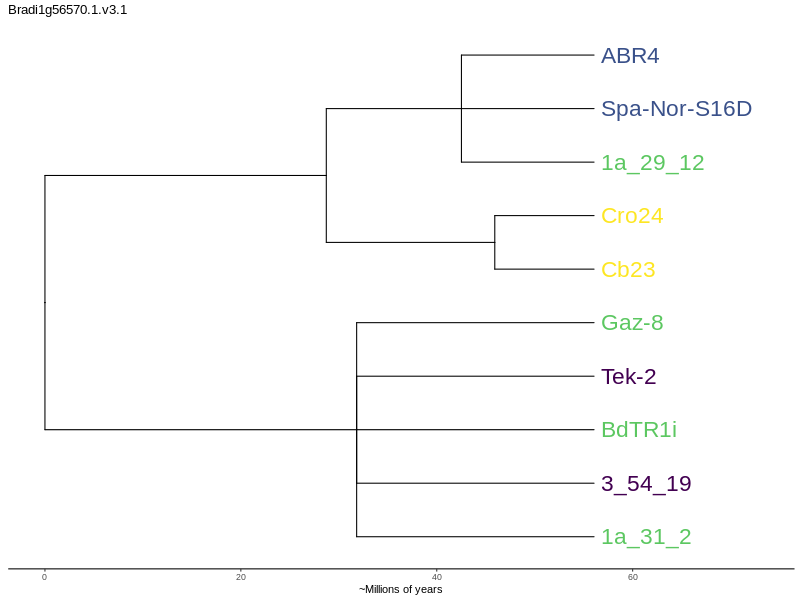 Bradi1g56570.1.v3.1
ABR4
Spa-Nor-S16D
1a_29_12
Cro24
Cb23
Gaz-8
Tek-2
BdTR1i
3_54_19
1a_31_2
0 20 40 60
~Millions of years